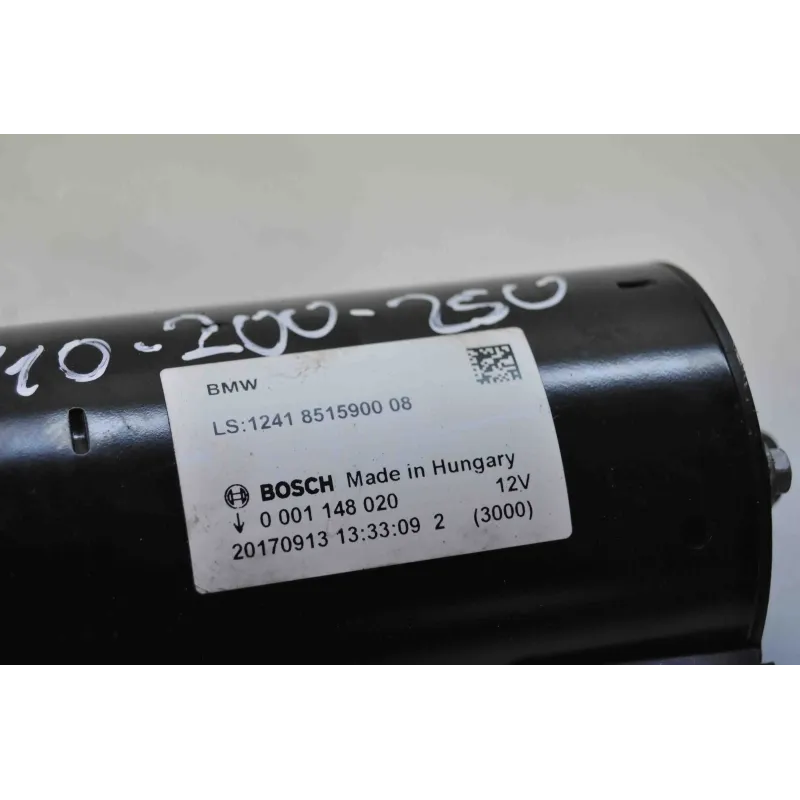 110-200-250
BMW
LS:1241 8515900 08
BOSCH Made in Hungary
0 001 148 020 12V
20170913 13:33:09 2 (3000)